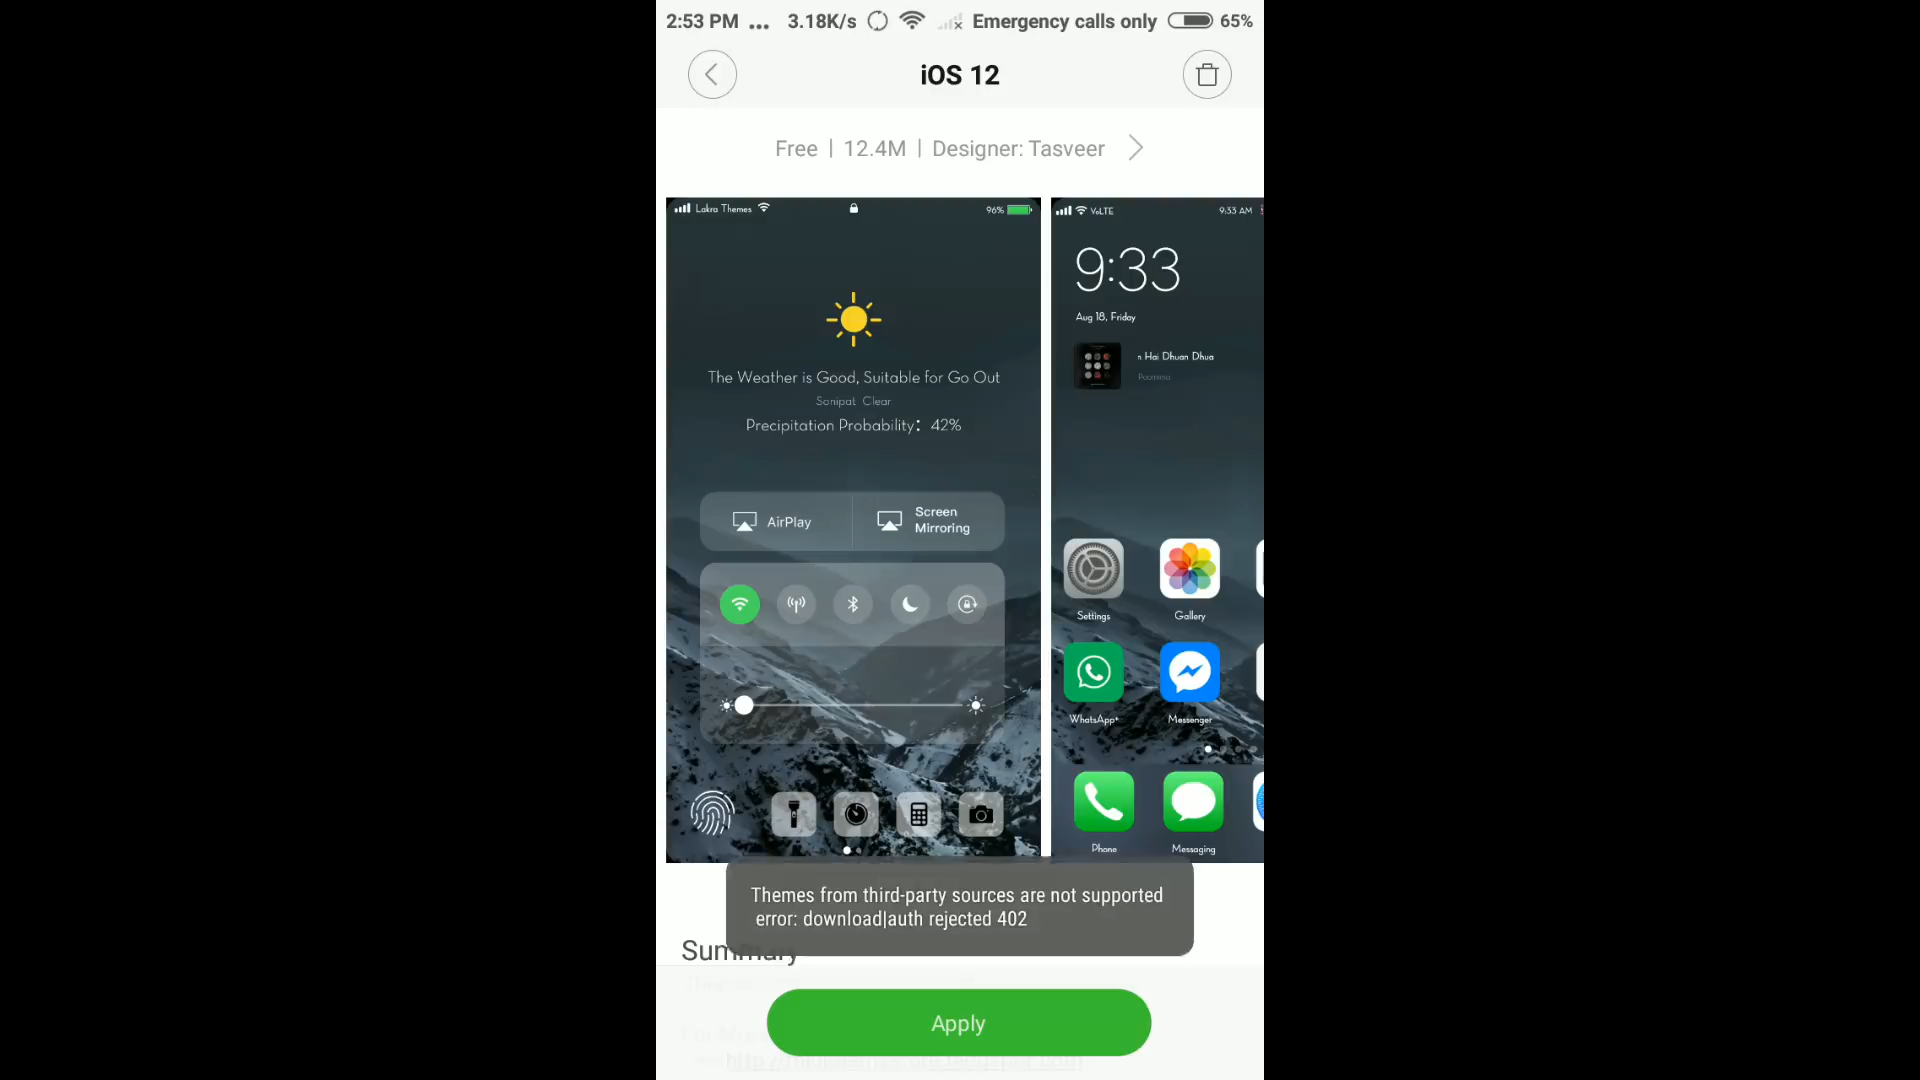 2:53 PM ... 3.18K/s Emergency calls only 65%
iOS 12
Free | 12.4M | Designer: Tasveer
Lakra Themes 96%
The Weather is Good, Suitable for Go Out
Sonipat Clear
Precipitation Probability: 42%
AirPlay
Screen
Mirroring
VoLTE 9:33 AM
9:33
Aug 18, Friday
n Hai Dhuan Dhua
Settings
Gallery
WhatsApp+
Messenger
Phone
Messaging
Themes from third-party sources are not supported
error: download|auth rejected 402
Summary
Apply